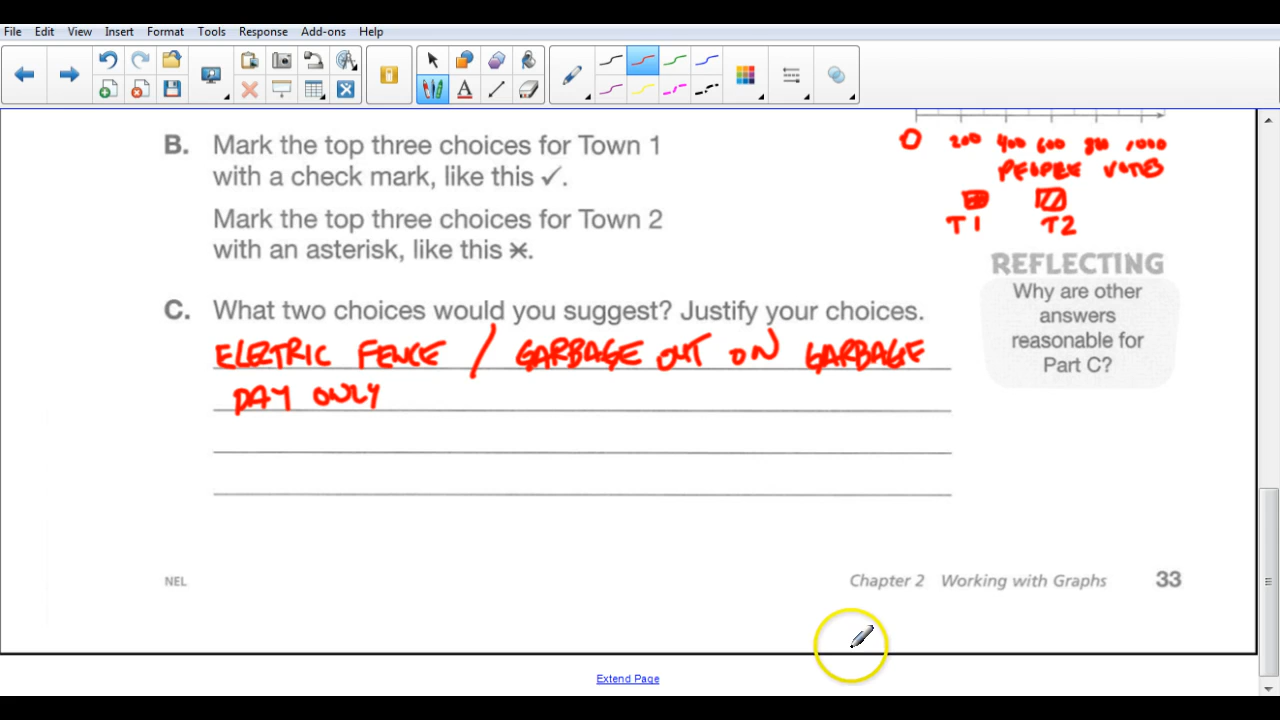 File Edit View Insert Format Tools Response Add-ons Help
B. Mark the top three choices for Town 1
with a check mark, like this ✓.
Mark the top three choices for Town 2
with an asterisk, like this *.
0 200 400 600 800 1000
PEOPLE VOTES
T1 T2
REFLECTING
Why are other
answers
reasonable for
Part C?
C. What two choices would you suggest? Justify your choices.
ELECTRIC FENCE / GARBAGE OUT ON GARBAGE
DAY ONLY
NEL
Chapter 2 Working with Graphs 33
Extend Page